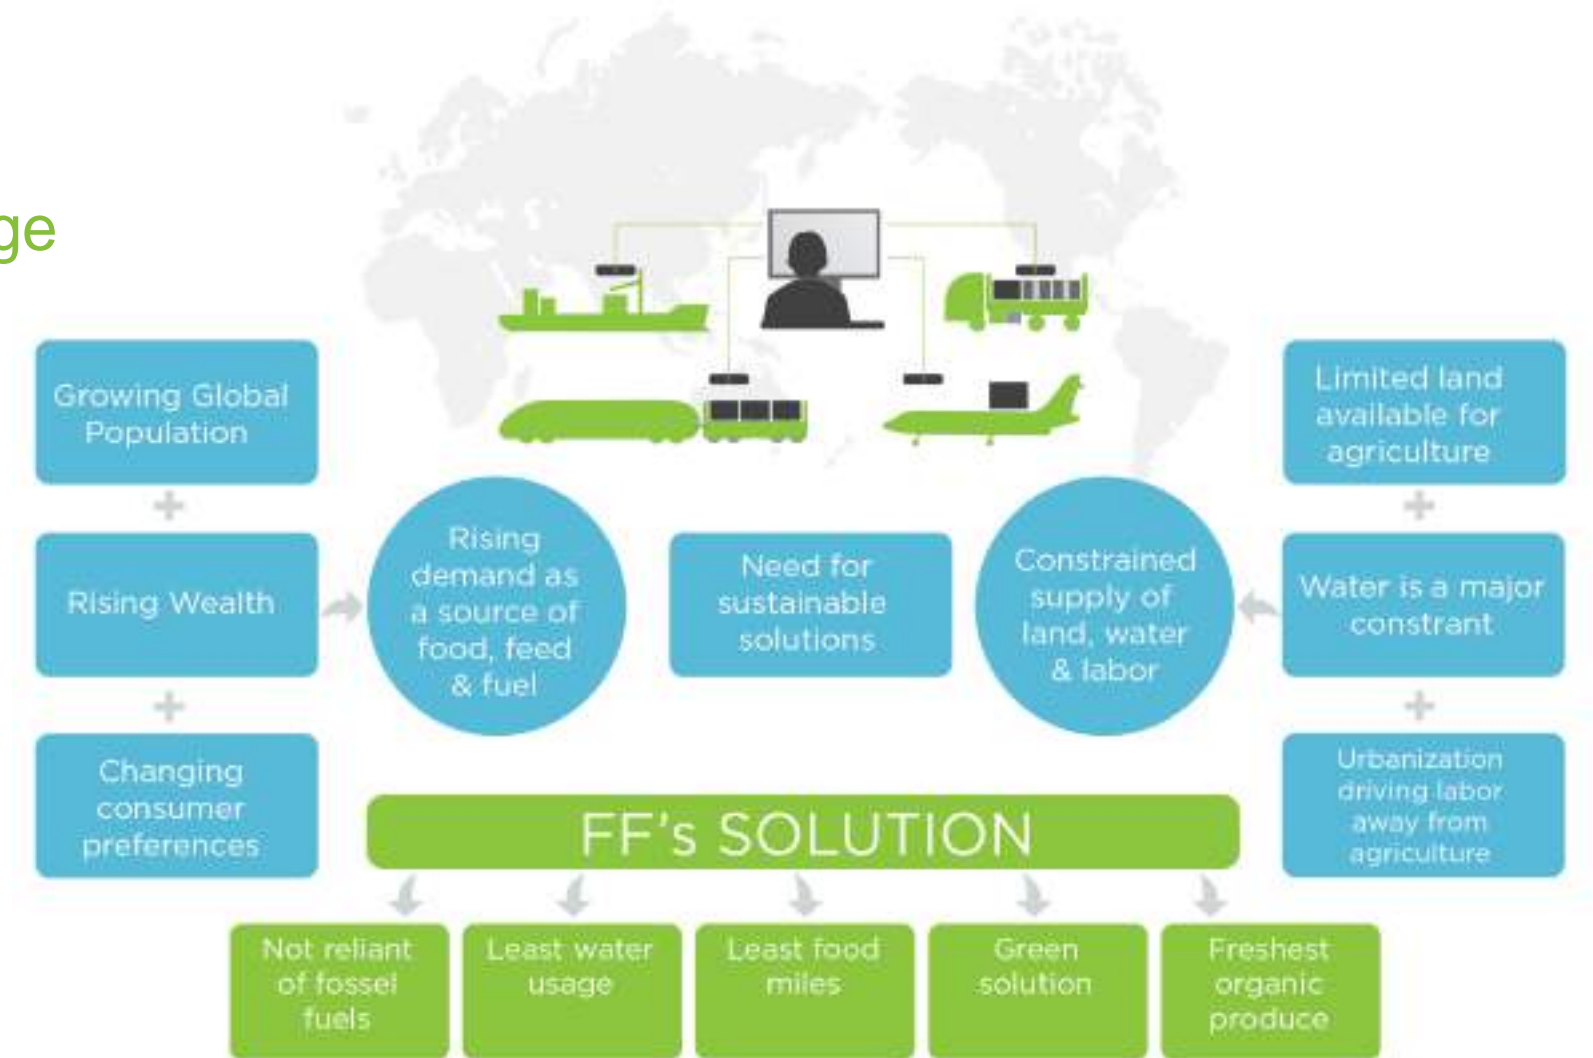 ge
Growing Global
Population
+
Rising Wealth
+
Changing
consumer
preferences
Rising
demand as
a source of
food, feed
& fuel
Need for
sustainable
solutions
Constrained
supply of
land, water
& labor
Limited land
available for
agriculture
+
Water is a major
constrant
+
Urbanization
driving labor
away from
agriculture
FF's SOLUTION
Not reliant
of fossel
fuels
Least water
usage
Least food
miles
Green
solution
Freshest
organic
produce